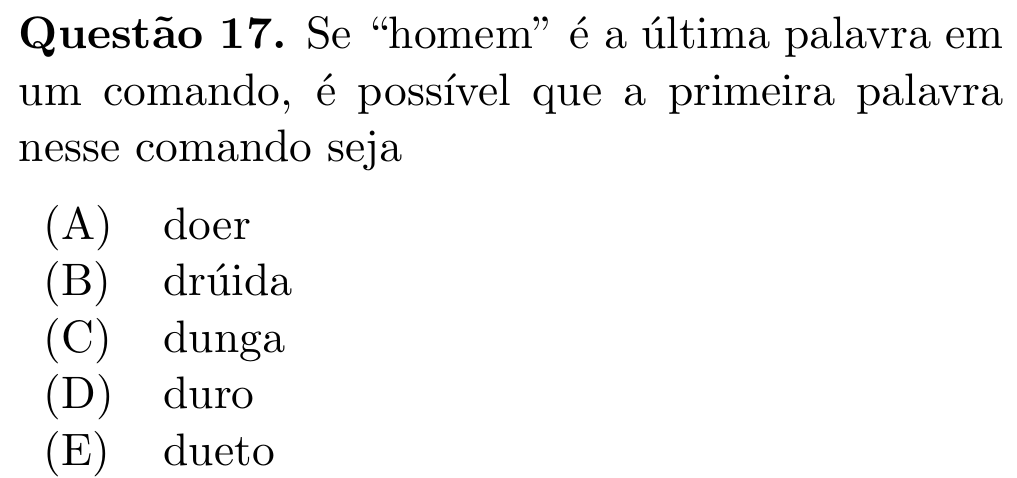 Questão 17. Se “homem” é a última palavra em
um comando, é possível que a primeira palavra
nesse comando seja
(A) doer
(B) drúida
(C) dunga
(D) duro
(E) dueto